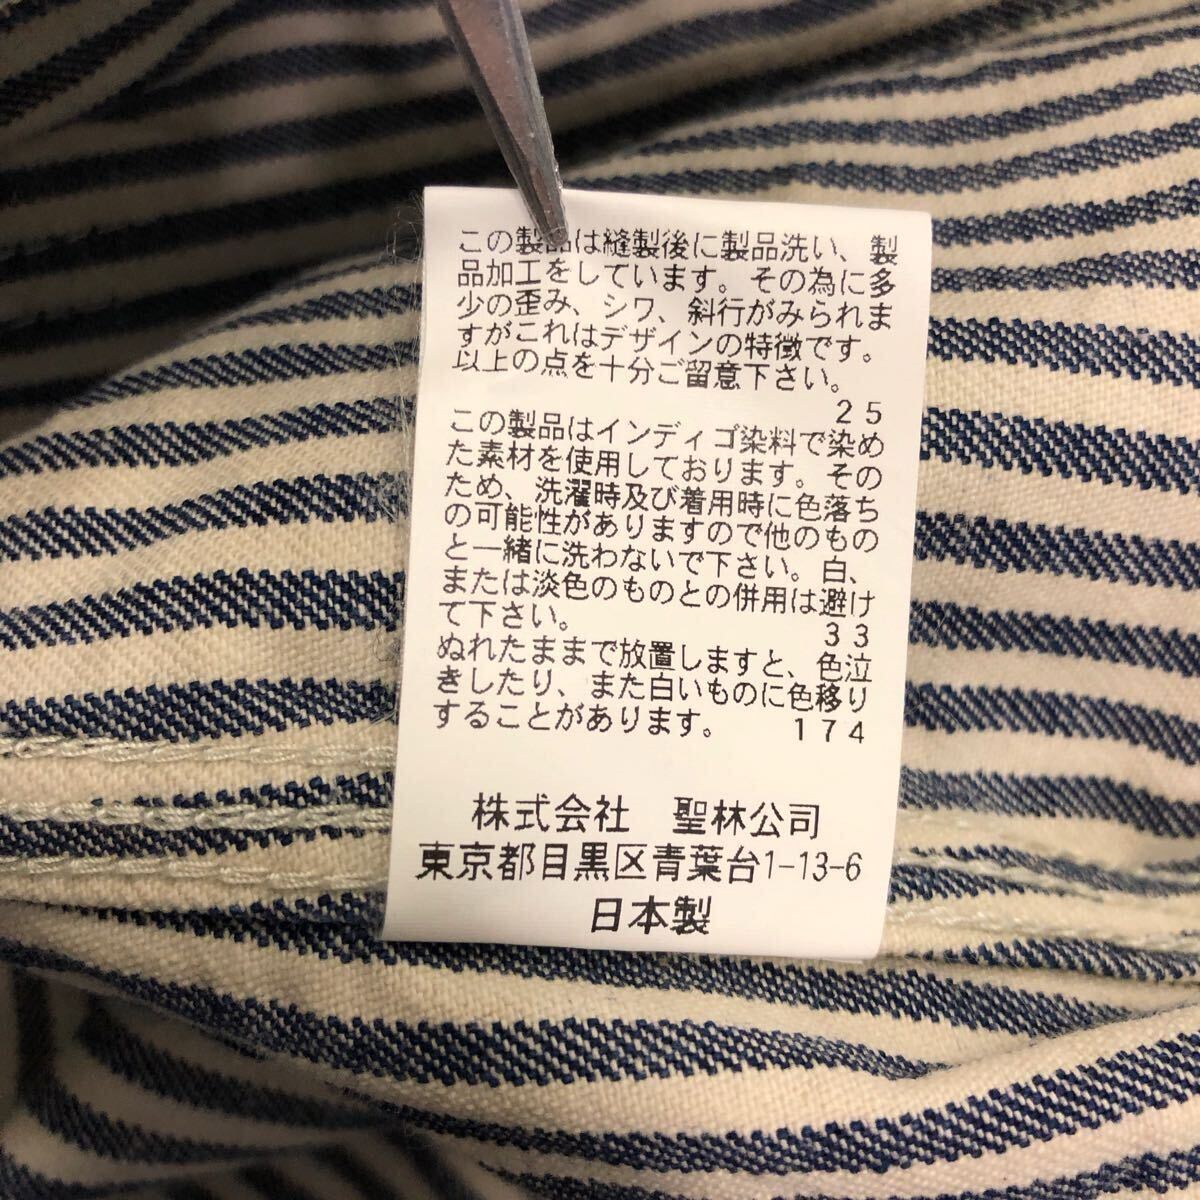 この製品は縫製後に製品洗い、製
品加工をしています。その為に多
少の歪み、シワ、斜行がみられま
すがこれはデザインの特徴です。
以上の点を十分ご留意下さい。
25
この製品はインディゴ染料で染め
た素材を使用しております。その
ため、洗濯時及び着用時に色落ち
の可能性がありますので他のもの
と一緒に洗わないで下さい。白、
または淡色のものとの併用は避け
て下さい。 33
ぬれたままで放置しますと、色泣
きしたり、また白いものに色移り
することがあります。 174
株式会社 聖林公司
東京都目黒区青葉台1-13-6
日本製